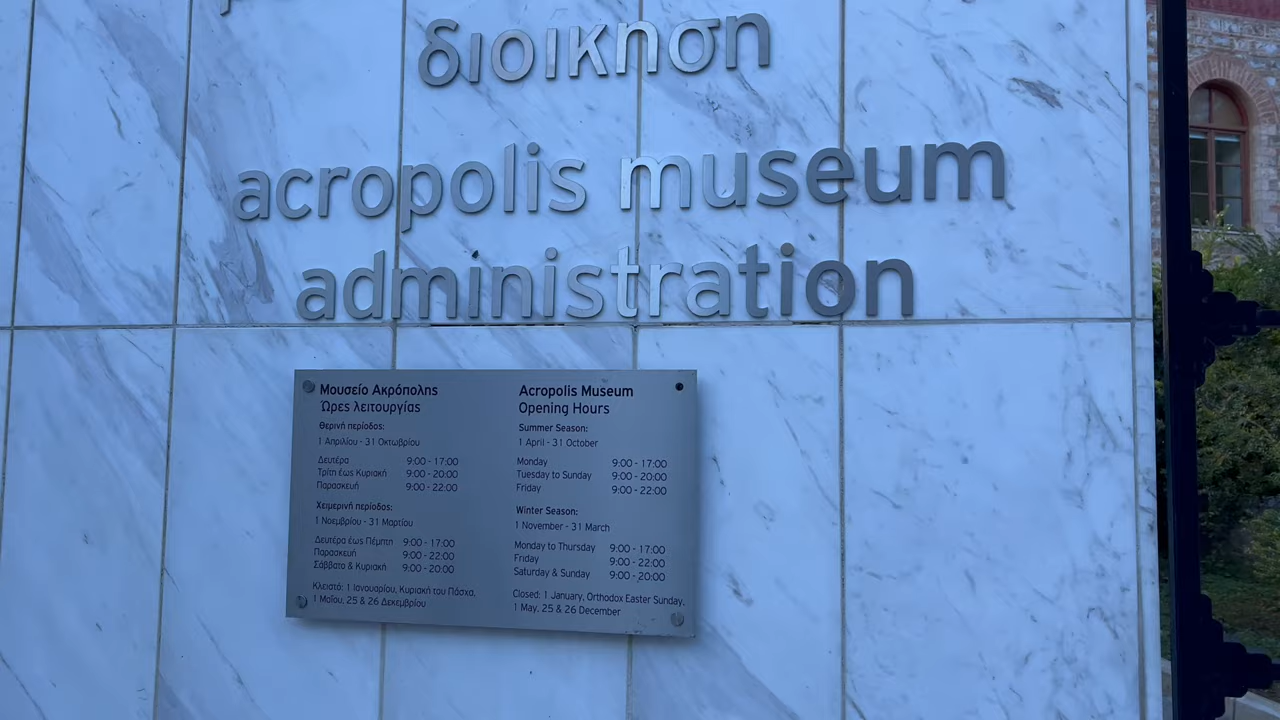 διοίκηση
acropolis museum
administration
Μουσείο Ακρόπολης
Ώρες λειτουργίας
Θερινή περίοδος:
1 Απριλίου - 31 Οκτωβρίου
Δευτέρα 9:00 - 17:00
Τρίτη έως Κυριακή 9:00 - 20:00
Παρασκευή 9:00 - 22:00
Χειμερινή περίοδος:
1 Νοεμβρίου - 31 Μαρτίου
Δευτέρα έως Πέμπτη 9:00 - 17:00
Παρασκευή 9:00 - 22:00
Σάββατο & Κυριακή 9:00 - 20:00
Κλειστό: 1 Ιανουαρίου, Κυριακή του Πάσχα,
1 Μαΐου, 25 & 26 Δεκεμβρίου
Acropolis Museum
Opening Hours
Summer Season:
1 April - 31 October
Monday 9:00 - 17:00
Tuesday to Sunday 9:00 - 20:00
Friday 9:00 - 22:00
Winter Season:
1 November - 31 March
Monday to Thursday 9:00 - 17:00
Friday 9:00 - 22:00
Saturday & Sunday 9:00 - 20:00
Closed: 1 January, Orthodox Easter Sunday,
1 May, 25 & 26 December